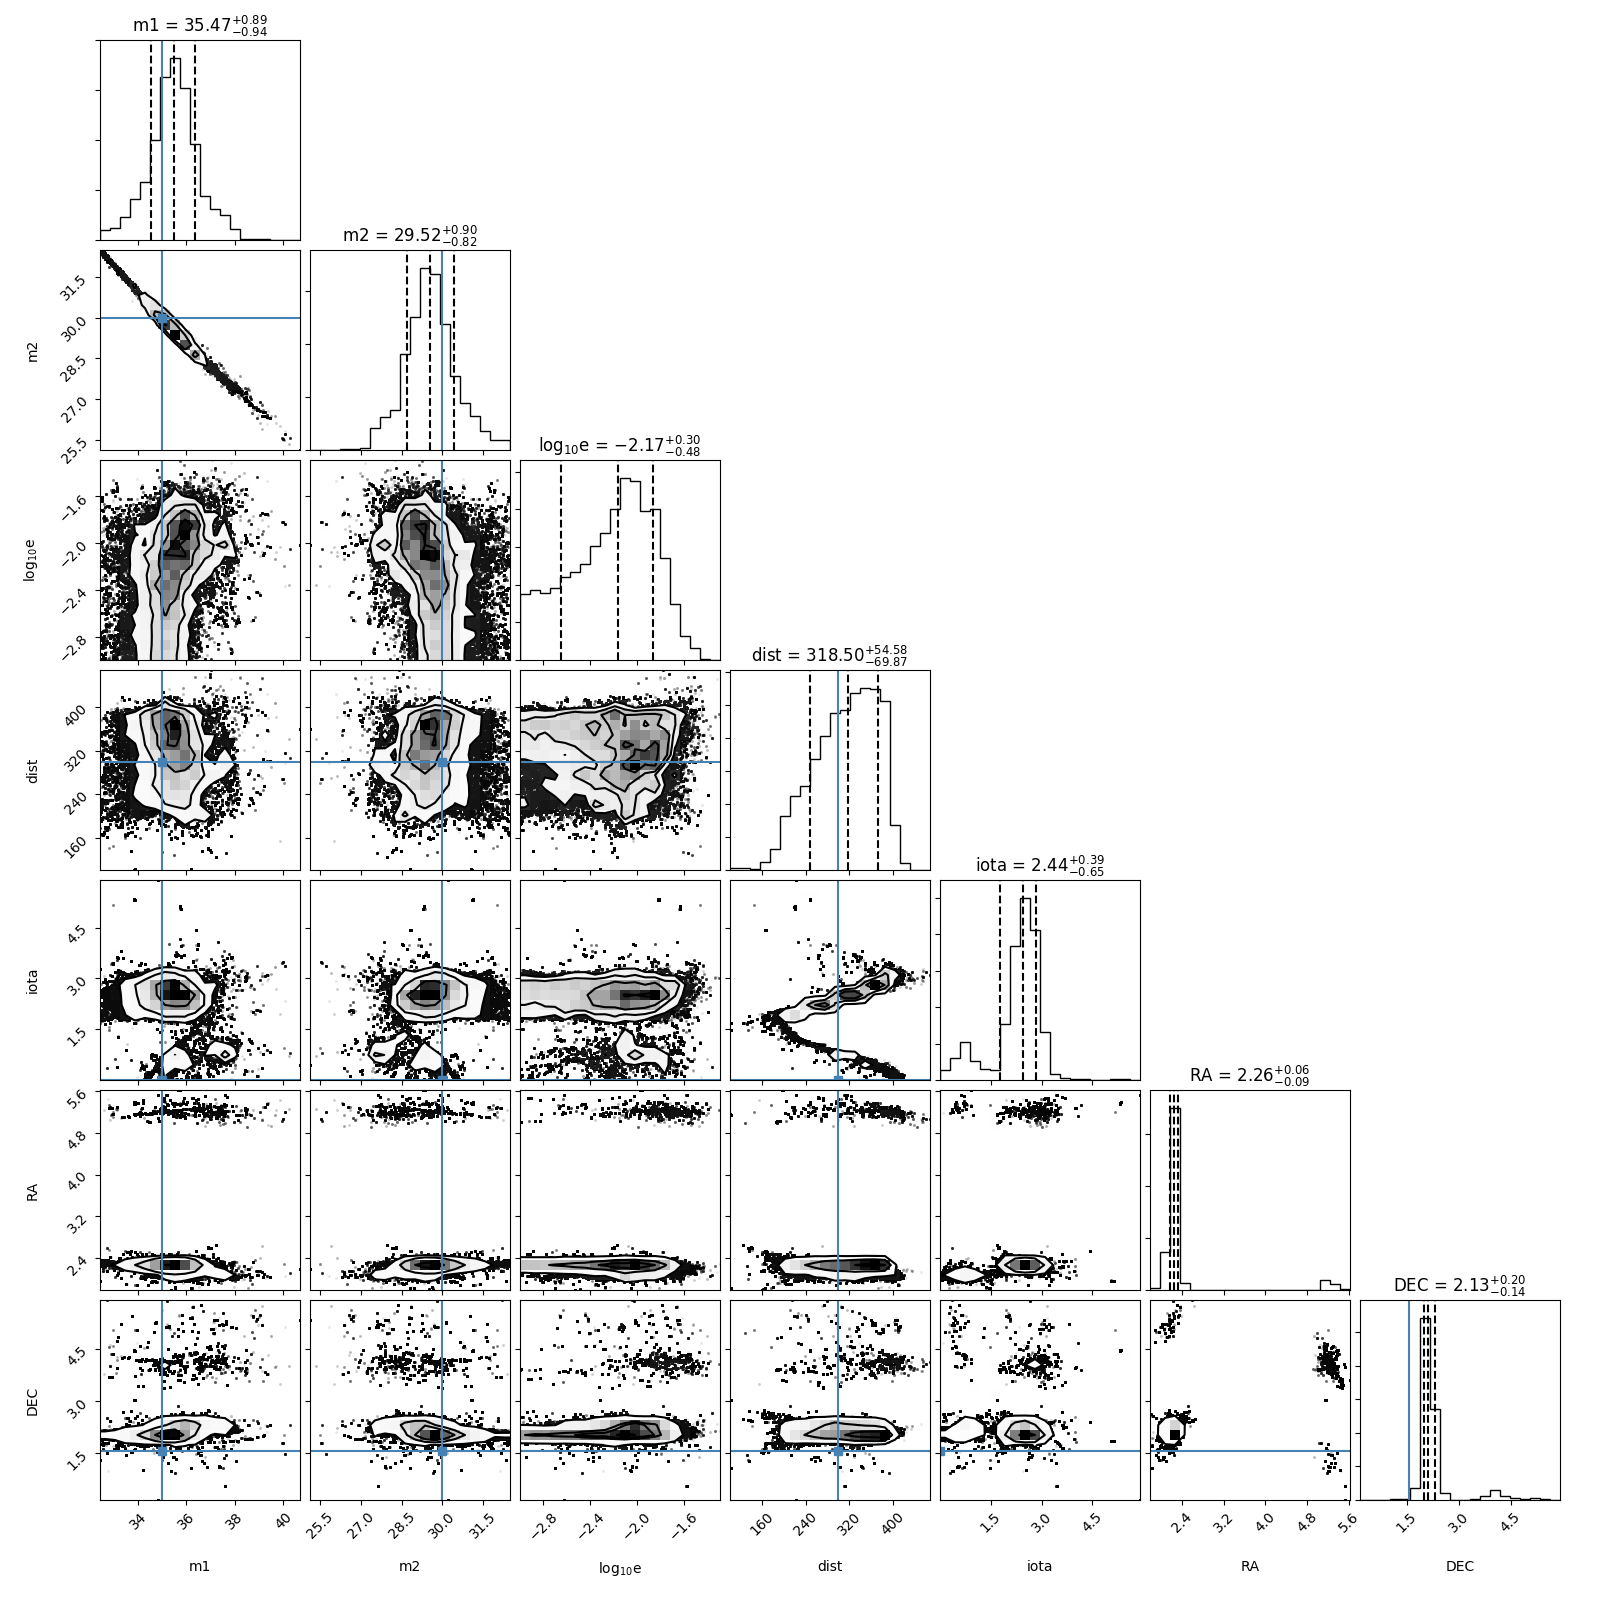 m1 = 35.47+0.89−0.94
m2 = 29.52+0.90−0.82
log10e = −2.17+0.30−0.48
dist = 318.50+54.58−69.87
iota = 2.44+0.39−0.65
RA = 2.26+0.06−0.09
DEC = 2.13+0.20−0.14
m2
31.5
30.0
28.5
27.0
25.5
log10e
−1.6
−2.0
−2.4
−2.8
dist
400
320
240
160
iota
4.5
3.0
1.5
RA
5.6
4.8
4.0
3.2
2.4
DEC
4.5
3.0
1.5
34 36 38 40
25.5 27.0 28.5 30.0 31.5
−2.8 −2.4 −2.0 −1.6
160 240 320 400
1.5 3.0 4.5
2.4 3.2 4.0 4.8 5.6
1.5 3.0 4.5
m1 m2 log10e dist iota RA DEC